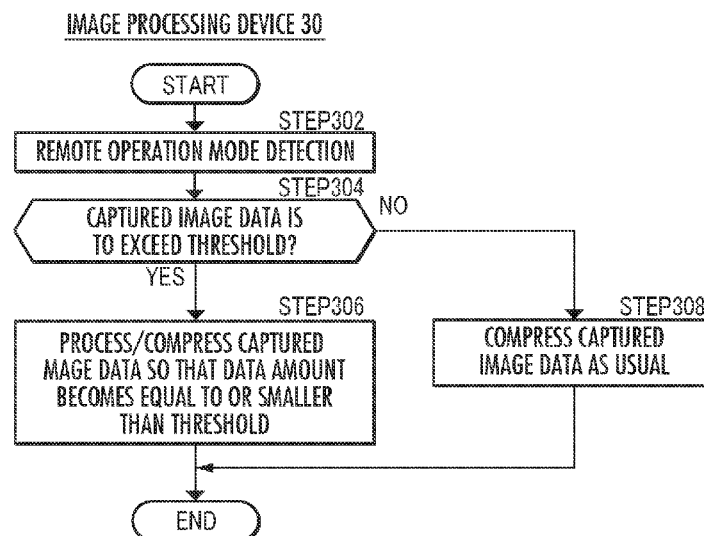 IMAGE PROCESSING DEVICE 30
START
STEP302
REMOTE OPERATION MODE DETECTION
STEP304
CAPTURED IMAGE DATA IS
TO EXCEED THRESHOLD?
NO
YES
STEP306
PROCESS/COMPRESS CAPTURED
MAGE DATA SO THAT DATA AMOUNT
BECOMES EQUAL TO OR SMALLER
THAN THRESHOLD
STEP308
COMPRESS CAPTURED
IMAGE DATA AS USUAL
END